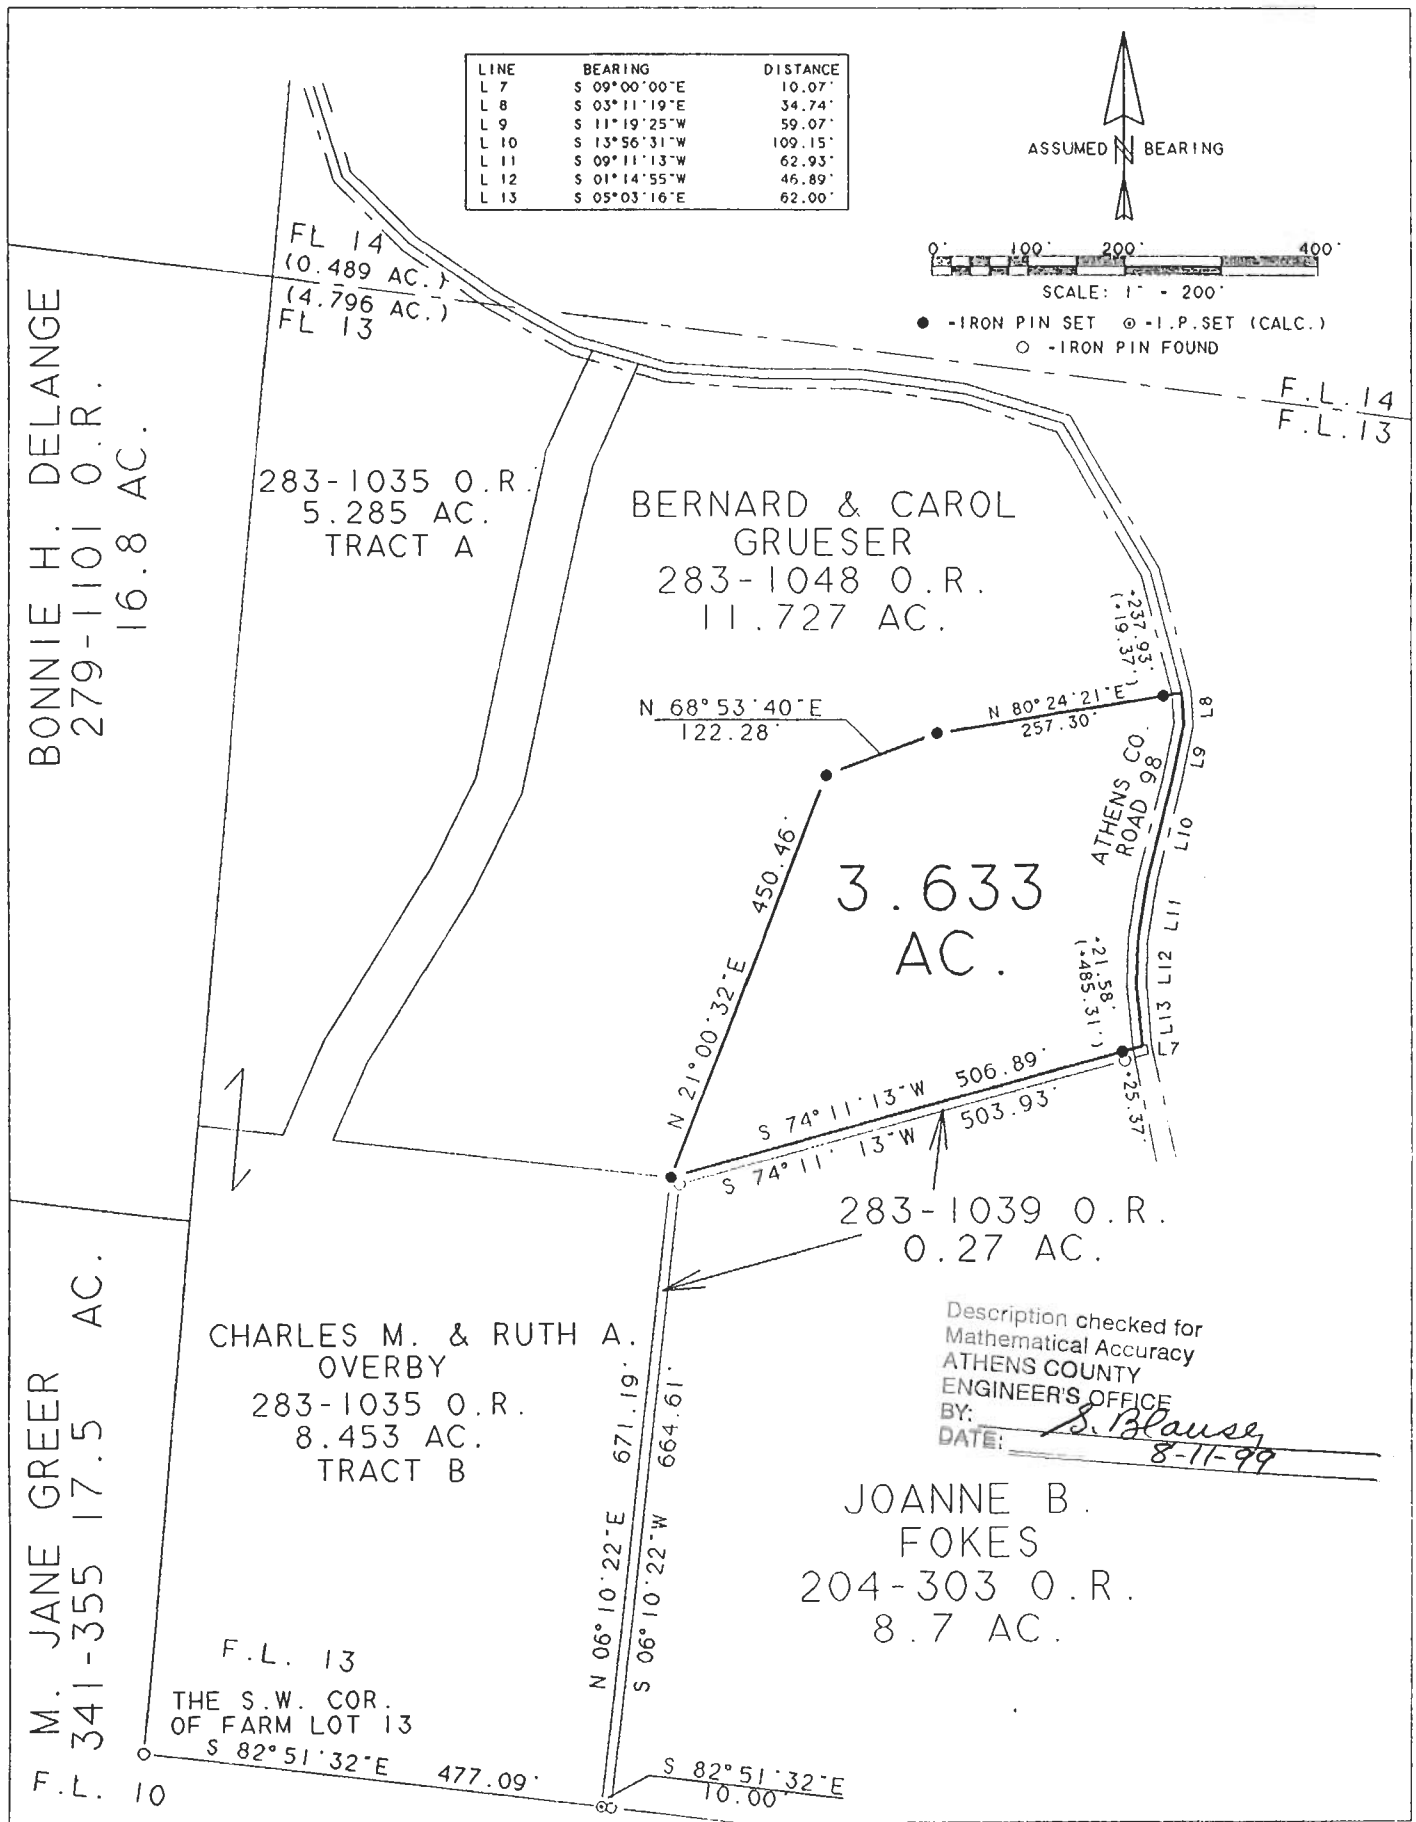 LINE BEARING DISTANCE
L 7 S 09°00'00"E 10.07'
L 8 S 03°11'19"E 34.74'
L 9 S 11°19'25"W 59.07'
L 10 S 13°56'31"W 109.15'
L 11 S 09°11'13"W 62.93'
L 12 S 01°14'55"W 46.89'
L 13 S 05°03'16"E 62.00'
ASSUMED N BEARING
0' 100' 200' 400'
SCALE: 1" - 200'
● -IRON PIN SET ⊙ -I.P.SET (CALC.)
○ -IRON PIN FOUND
FL 14
(0.489 AC.)
(4.796 AC.)
FL 13
F.L. 14
F.L. 13
BONNIE H. DELANGE
279-1101 O.R.
16.8 AC.
283-1035 O.R.
5.285 AC.
TRACT A
BERNARD & CAROL
GRUESER
283-1048 O.R.
11.727 AC.
+237.93'
(+19.37')
N 68°53'40"E
122.28'
N 80°24'21"E
257.30'
L8
L9
L10
L11
L12
L13
L7
ATHENS CO.
ROAD 98
N 21°00'32"E 450.46'
3.633
AC.
+21.58'
(+485.31')
+25.37'
S 74°11'13"W 506.89'
S 74°11'13"W 503.93'
283-1039 O.R.
0.27 AC.
CHARLES M. & RUTH A.
OVERBY
283-1035 O.R.
8.453 AC.
TRACT B
N 06°10'22"E 671.19'
S 06°10'22"W 664.61'
Description checked for
Mathematical Accuracy
ATHENS COUNTY
ENGINEER'S OFFICE
BY: S. Blauser
DATE: 8-11-99
JOANNE B.
FOKES
204-303 O.R.
8.7 AC.
M. JANE GREER
341-355 17.5 AC.
F.L. 13
THE S.W. COR.
OF FARM LOT 13
S 82°51'32"E 477.09'
S 82°51'32"E
10.00'
F.L. 10